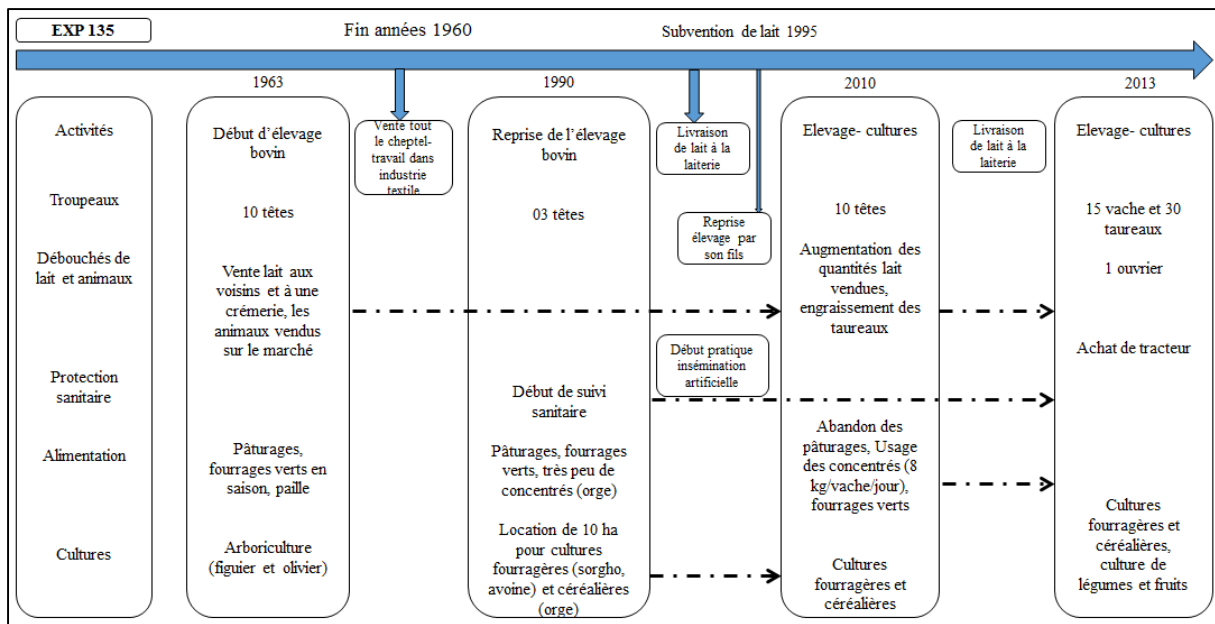 EXP 135
Fin années 1960
Subvention de lait 1995
1963
1990
2010
2013
Activités
Troupeaux
Débouchés de
lait et animaux
Protection
sanitaire
Alimentation
Cultures
Début d'élevage
bovin
10 têtes
Vente lait aux
voisins et à une
crémerie, les
animaux vendus
sur le marché
Pâturages,
fourrages verts en
saison, paille
Arboriculture
(figuier et olivier)
Vente tout
le cheptel-
travail dans
industrie
textile
Reprise de l'élevage
bovin
03 têtes
Début de suivi
sanitaire
Pâturages, fourrages
verts, très peu de
concentrés (orge)
Location de 10 ha
pour cultures
fourragères (sorgho,
avoine) et céréalières
(orge)
Livraison
de lait à la
laiterie
Reprise
élevage par
son fils
Début pratique
insémination
artificielle
Elevage- cultures
10 têtes
Augmentation des
quantités lait
vendues,
engraissement des
taureaux
Abandon des
pâturages, Usage
des concentrés (8
kg/vache/jour),
fourrages verts
Cultures
fourragères et
céréalières
Livraison
de lait à la
laiterie
Elevage- cultures
15 vache et 30
taureaux
1 ouvrier
Achat de tracteur
Cultures
fourragères et
céréalières,
culture de
légumes et fruits